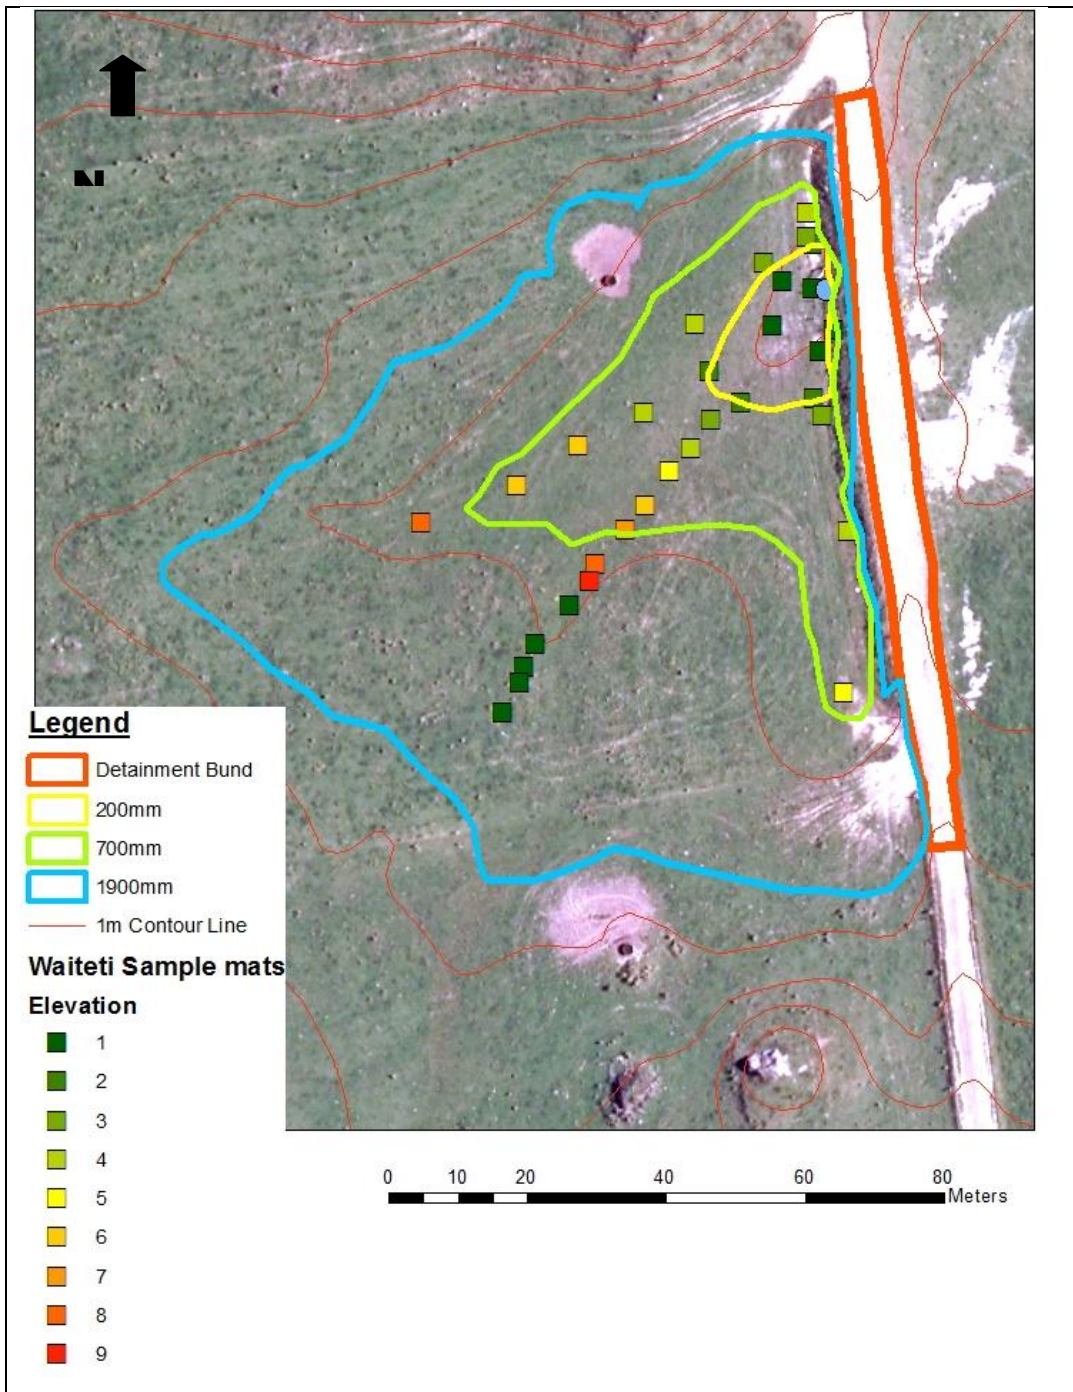 N
Legend
Detainment Bund
200mm
700mm
1900mm
1m Contour Line
Waiteti Sample mats
Elevation
1
2
3
4
5
6
7
8
9
0 10 20 40 60 80
Meters